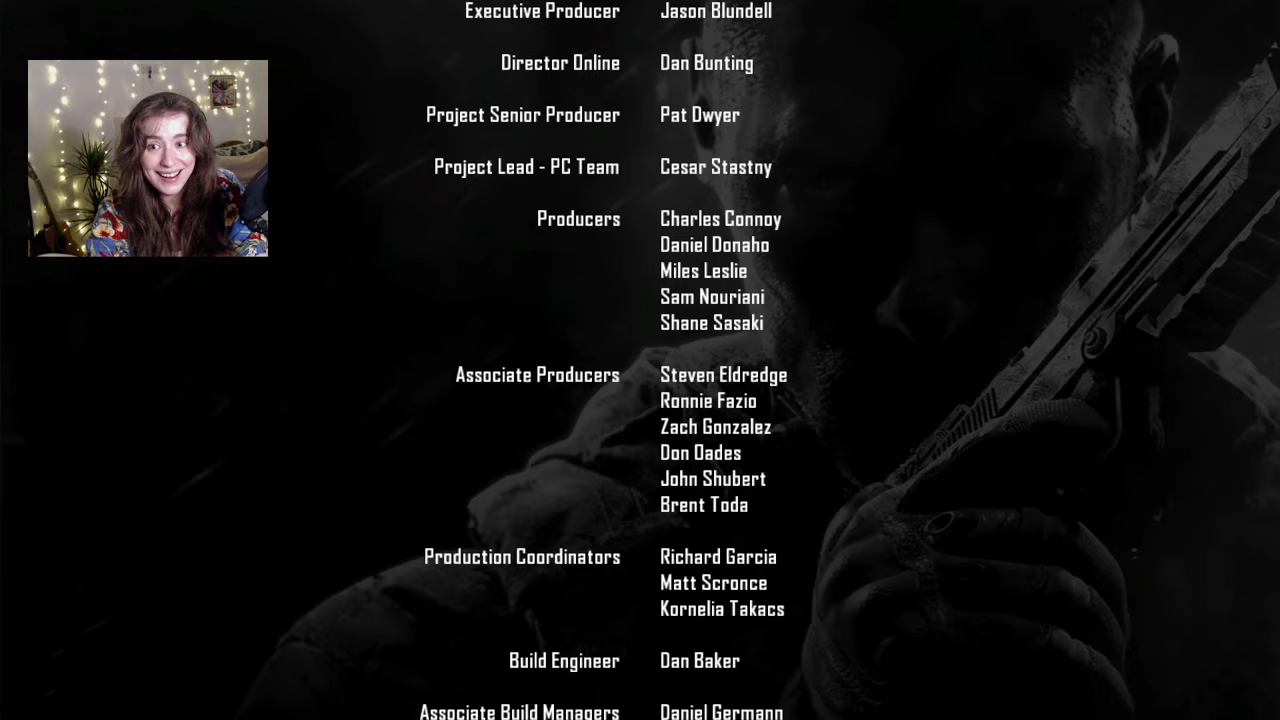 Executive Producer Jason Blundell
Director Online Dan Bunting
Project Senior Producer Pat Dwyer
Project Lead - PC Team Cesar Stastny
Producers Charles Connoy
Daniel Donaho
Miles Leslie
Sam Nouriani
Shane Sasaki
Associate Producers Steven Eldredge
Ronnie Fazio
Zach Gonzalez
Don Oades
John Shubert
Brent Toda
Production Coordinators Richard Garcia
Matt Scronce
Kornelia Takacs
Build Engineer Dan Baker
Associate Build Managers Daniel Germann